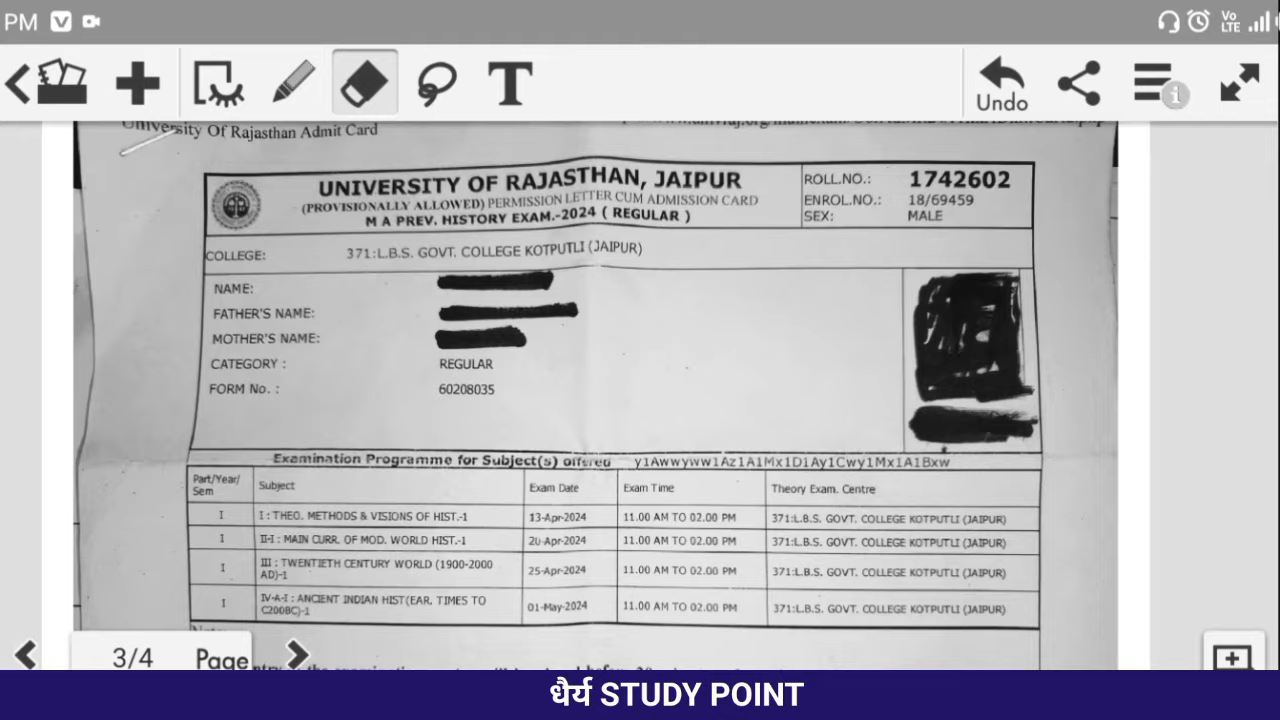 PM
Vo
LTE
T
Undo
i
University Of Rajasthan Admit Card
UNIVERSITY OF RAJASTHAN, JAIPUR
(PROVISIONALLY ALLOWED) PERMISSION LETTER CUM ADMISSION CARD
M A PREV. HISTORY EXAM.-2024 ( REGULAR )
ROLL.NO.: 1742602
ENROL.NO.: 18/69459
SEX: MALE
COLLEGE: 371:L.B.S. GOVT. COLLEGE KOTPUTLI (JAIPUR)
NAME:
FATHER'S NAME:
MOTHER'S NAME:
CATEGORY : REGULAR
FORM No. : 60208035
Examination Programme for Subject(s) offered y1Awwyww1Az1A1Mx1D1Ay1Cwy1Mx1A1Bxw
Part/Year/ Sem Subject Exam Date Exam Time Theory Exam. Centre
I I : THEO. METHODS & VISIONS OF HIST.-1 13-Apr-2024 11.00 AM TO 02.00 PM 371:L.B.S. GOVT. COLLEGE KOTPUTLI (JAIPUR)
I II-I : MAIN CURR. OF MOD. WORLD HIST.-1 20-Apr-2024 11.00 AM TO 02.00 PM 371:L.B.S. GOVT. COLLEGE KOTPUTLI (JAIPUR)
I III : TWENTIETH CENTURY WORLD (1900-2000 AD)-1 25-Apr-2024 11.00 AM TO 02.00 PM 371:L.B.S. GOVT. COLLEGE KOTPUTLI (JAIPUR)
I IV-A-I : ANCIENT INDIAN HIST(EAR. TIMES TO C200BC)-1 01-May-2024 11.00 AM TO 02.00 PM 371:L.B.S. GOVT. COLLEGE KOTPUTLI (JAIPUR)
3/4 Page
धैर्य STUDY POINT